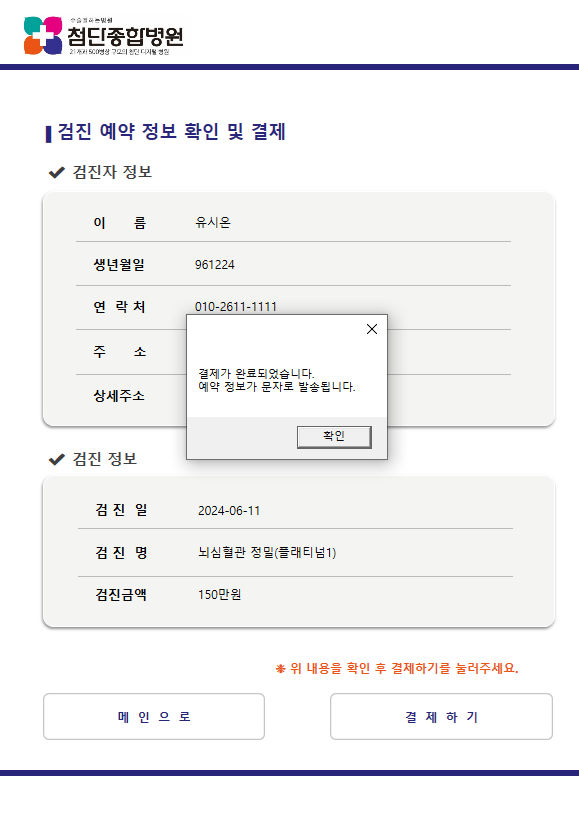 수술잘하는병원
첨단종합병원
21개과 500병상 구모의 첨단 디지털 병원
검진 예약 정보 확인 및 결제
검진자 정보
이 름 유시온
생년월일 961224
연 락 처 010-2611-1111
주 소
상세주소
결제가 완료되었습니다.
예약 정보가 문자로 발송됩니다.
확인
검진 정보
검 진 일 2024-06-11
검 진 명 뇌심혈관 정밀(플래티넘1)
검진금액 150만원
※ 위 내용을 확인 후 결제하기를 눌러주세요.
메 인 으 로
결 제 하 기